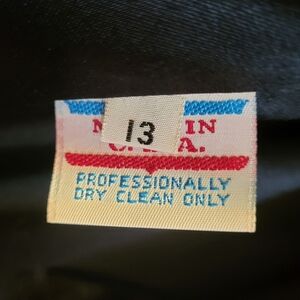 13
IN
PROFESSIONALLY
DRY CLEAN ONLY